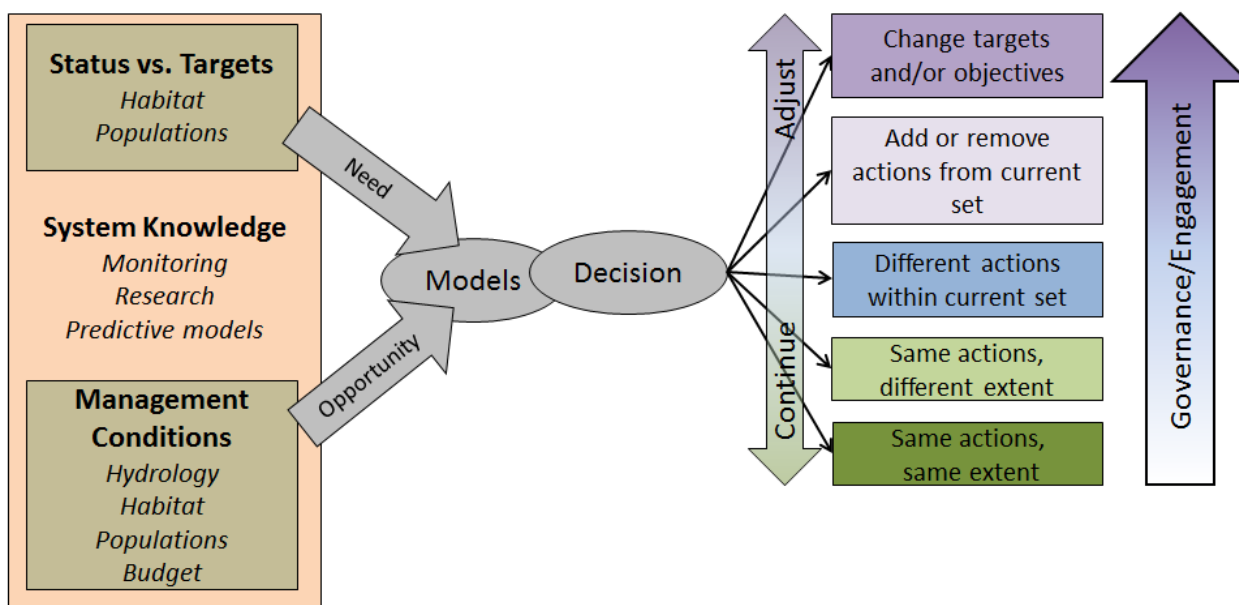 Status vs. Targets
Habitat
Populations
System Knowledge
Monitoring
Research
Predictive models
Management
Conditions
Hydrology
Habitat
Populations
Budget
Need
Opportunity
Models
Decision
Adjust
Continue
Change targets
and/or objectives
Add or remove
actions from current
set
Different actions
within current set
Same actions,
different extent
Same actions,
same extent
Governance/Engagement